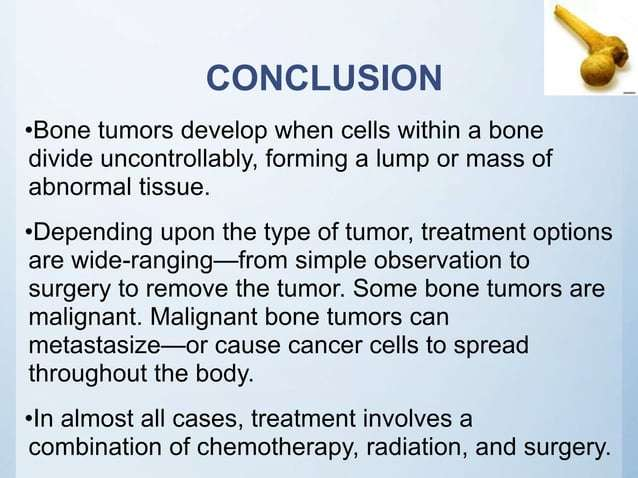 CONCLUSION
•Bone tumors develop when cells within a bone
divide uncontrollably, forming a lump or mass of
abnormal tissue.
•Depending upon the type of tumor, treatment options
are wide-ranging—from simple observation to
surgery to remove the tumor. Some bone tumors are
malignant. Malignant bone tumors can
metastasize—or cause cancer cells to spread
throughout the body.
•In almost all cases, treatment involves a
combination of chemotherapy, radiation, and surgery.